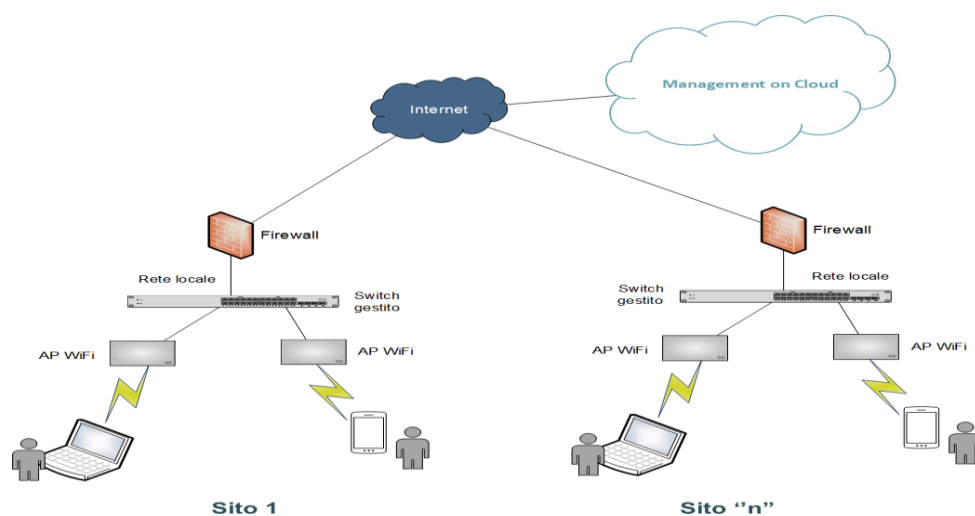 Management on Cloud
Internet
Firewall
Firewall
Rete locale
Rete locale
Switch
gestito
Switch
gestito
AP WiFi
AP WiFi
AP WiFi
AP WiFi
Sito 1
Sito ‘’n”